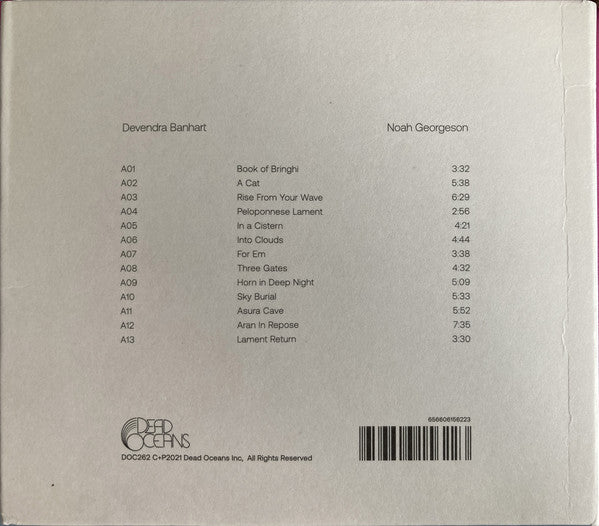 Devendra Banhart Noah Georgeson
A01 Book of Bringhi 3:32
A02 A Cat 5:38
A03 Rise From Your Wave 6:29
A04 Peloponnese Lament 2:56
A05 In a Cistern 4:21
A06 Into Clouds 4:44
A07 For Em 3:38
A08 Three Gates 4:32
A09 Horn in Deep Night 5:09
A10 Sky Burial 5:33
A11 Asura Cave 5:52
A12 Aran In Repose 7:35
A13 Lament Return 3:30
DEAD
OCEANS
656606156223
DOC262 C+P2021 Dead Oceans Inc, All Rights Reserved